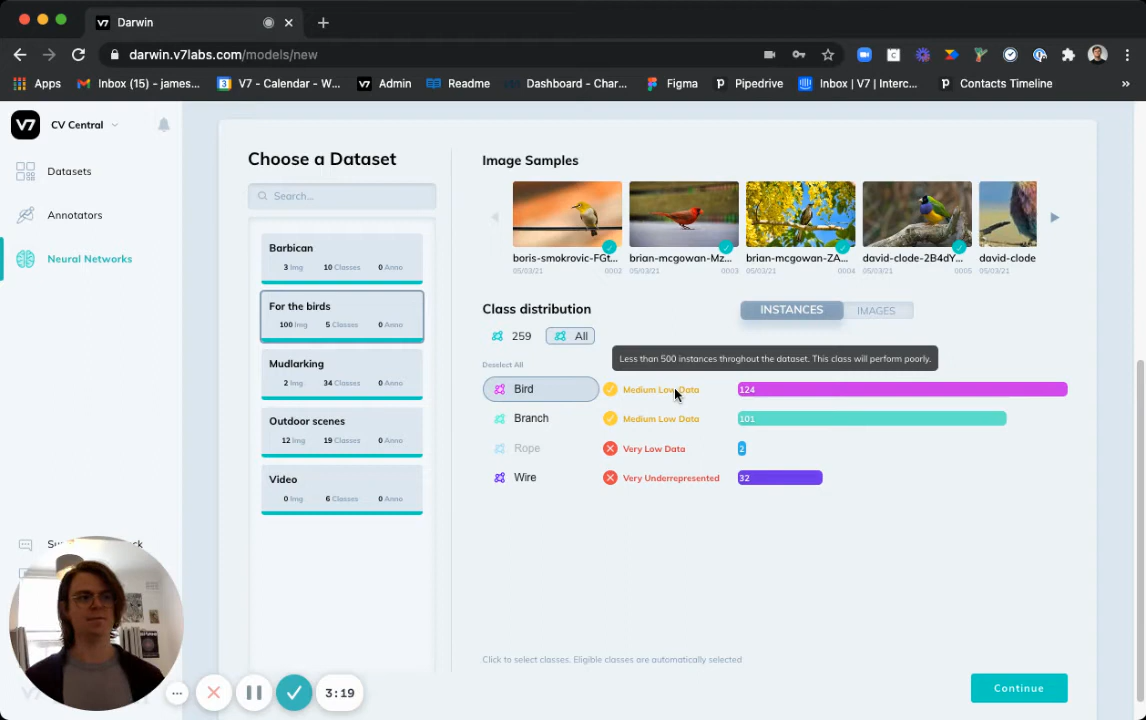 V7 Darwin
darwin.v7labs.com/models/new
Apps Inbox (15) - james... V7 - Calendar - W... Admin Readme Dashboard - Char... Figma Pipedrive Inbox | V7 | Interc... Contacts Timeline »
V7 CV Central
Datasets
Annotators
Neural Networks
Choose a Dataset
Search...
Barbican
3 Img 10 Classes 0 Anno
For the birds
100 Img 5 Classes 0 Anno
Mudlarking
2 Img 34 Classes 0 Anno
Outdoor scenes
12 Img 19 Classes 0 Anno
Video
0 Img 6 Classes 0 Anno
Image Samples
boris-smokrovic-FGt... brian-mcgowan-Mz... brian-mcgowan-ZA... david-clode-2B4dY... david-clode
05/03/21 0002 05/03/21 0003 05/03/21 0004 05/03/21 0005 05/03/21
Class distribution
INSTANCES IMAGES
259 All
Less than 500 instances throghout the dataset. This class will perform poorly.
Deselect All
Bird Medium Low Data 124
Branch Medium Low Data 101
Rope Very Low Data 2
Wire Very Underrepresented 32
Click to select classes. Eligible classes are automatically selected
Continue
3:19